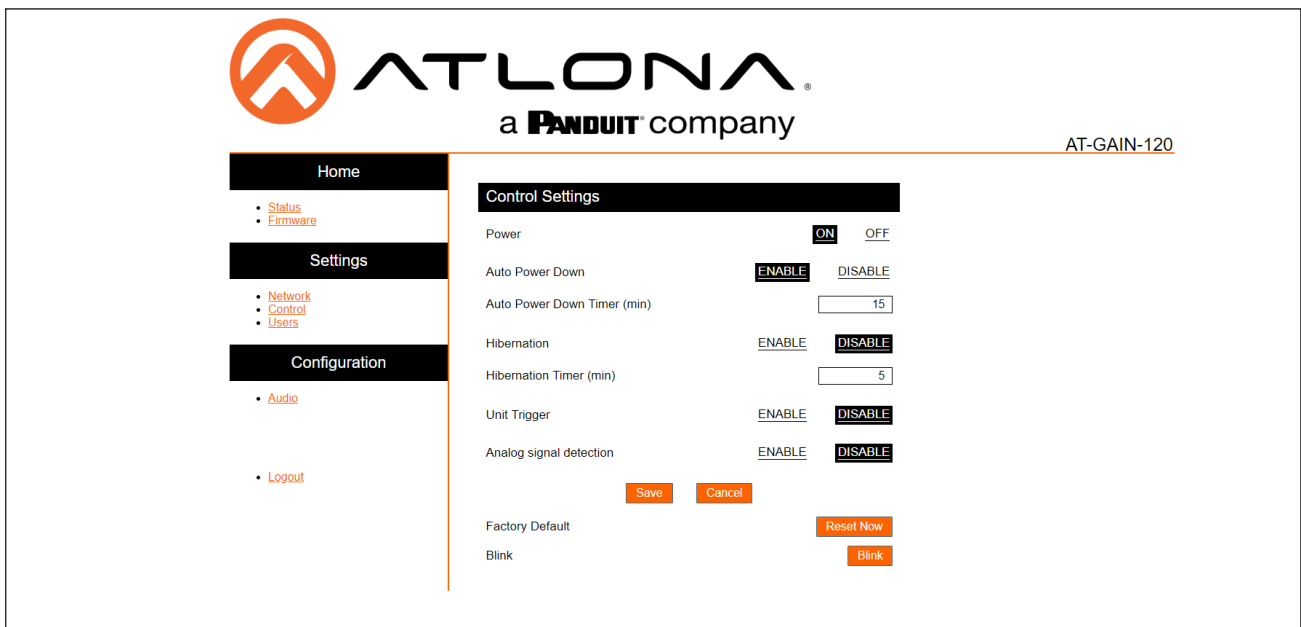 ATLONA®
a PANDUIT® company
AT-GAIN-120
Home
Status
Firmware
Settings
Network
Control
Users
Configuration
Audio
Logout
Control Settings
Power ON OFF
Auto Power Down ENABLE DISABLE
Auto Power Down Timer (min) 15
Hibernation ENABLE DISABLE
Hibernation Timer (min) 5
Unit Trigger ENABLE DISABLE
Analog signal detection ENABLE DISABLE
Save Cancel
Factory Default Reset Now
Blink Blink